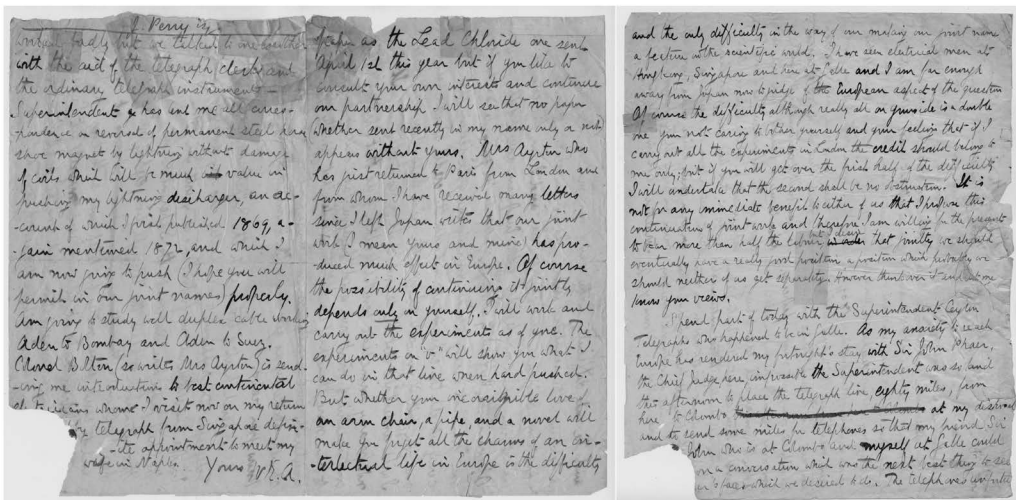 J. Perry is
worked badly but we talked to one another
with the aid of the telegraph clerks and
the ordinary telegraph instruments.
Superintendent has sent me all corres-
-pondence on reversal of permanent steel horse
shoe magnet by lightning without damage
of coils which will be much value in
pushing my lightning discharger, an ac-
-count of which I first published 1869, a-
-gain mentioned 1872, and which I
am now going to push (I hope you will
permit in our joint names) properly.
Am going to study well duplex cable working
Aden to Bombay and Aden to Suez.
Colonel Bolton (so writes Mrs Ayrton) is send-
-ing me introductions to best continental
whome I visit now on my return
by telegraph from Singapore defin-
-ite appointment to meet my
wife in Naples.
Yours W.E.A.
paper as the Lead Chloride one sent
April 12t this year but if you like to
consult your own interests and continue
our partnership I will see that no paper
whether sent recently in my name only or not
appears without yours. Mrs Ayrton who
has just returned to Paris from London and
from whom I have received many letters
since I left Japan writes that our joint
work (I mean yours and mine) has pro-
-duced much effect in Europe. Of course
the possibility of continuing it jointly
depends only on yourself. I will work and
carry out the experiments as of yore. The
experiments on "v" will show you what I
can do in that line when hard pushed.
But whether your irresistible love of
an arm chair, a pipe, and a novel will
make you forget all the charms of an in-
-tellectual life in Europe is the difficulty
and the only difficulty in the way of our making our joint name
a feature in the scientific world. I have seen electrical men at
Hong Kong, Singapore and here at Galle and I am far enough
away from Japan now to judge of the European aspect of the question
Of course the difficulty although really all on your side is a double
one your not caring to bother yourself and your feeling that if I
carry out all the experiments in London the credit should belong to
me only; but if you will get over the first half of the difficulty
I will undertake that the second shall be no obstruction. It is
not for any immediate benefit to either of us that I propose this
continuation of joint work and therefore I am willing for the present
to bear more than half the labour but doing that jointly we should
eventually have a really good position a position which probably we
should neither of us get separately. However think over it and let me
know your views.
Spend part of today with the Superintendent Ceylon
Telegraphs who happened to be in Galle. As my anxiety to reach
Europe has rendered my fortnight's stay with Sir John Phear,
the Chief Judge here, impossible the Superintendent was so kind
this afternoon to place the telegraph line, eighty miles, from
here to Colombo at my disposal
and to send some miles for telephones so that my friend Sir
John who is at Colombo and myself at Galle could
a conversation which was the next best thing to see
face which we desired to do. The telephones